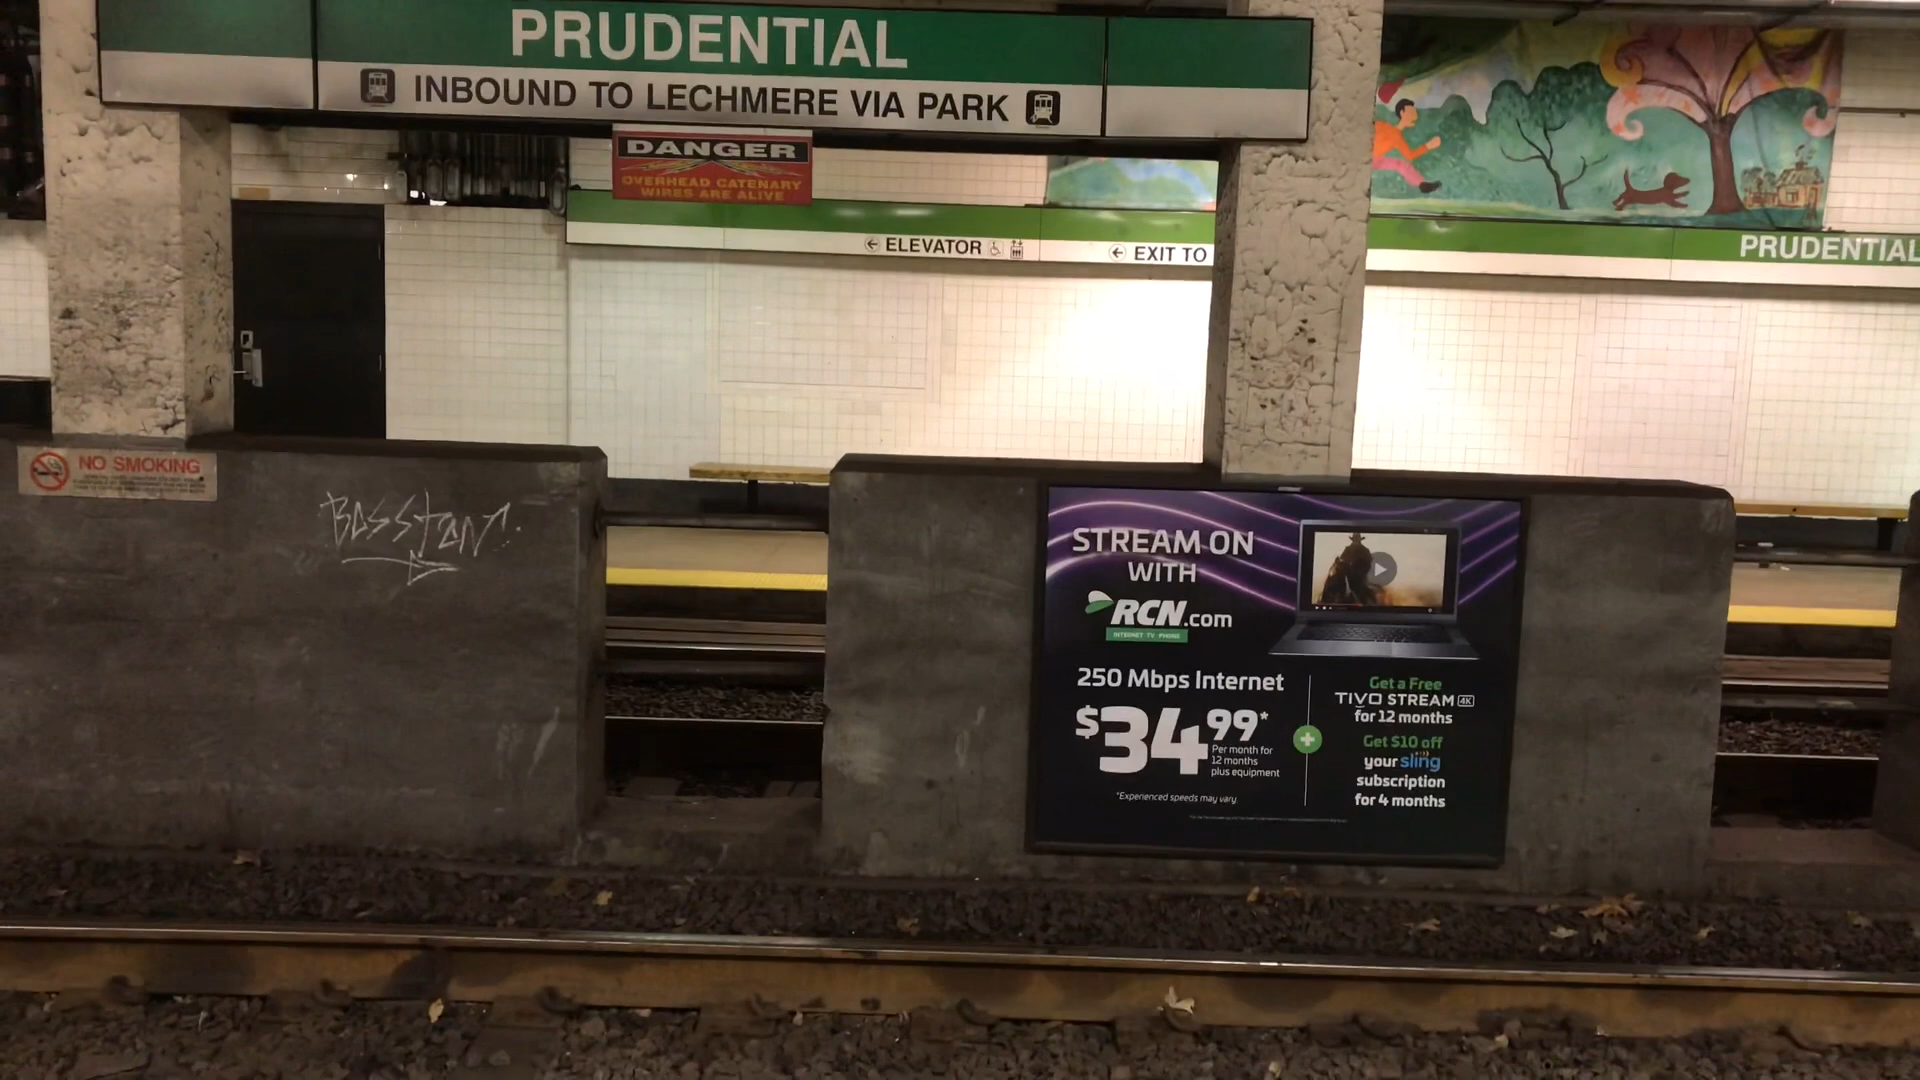 PRUDENTIAL
INBOUND TO LECHMERE VIA PARK
DANGER
OVERHEAD CATENARY
WIRES ARE ALIVE
ELEVATOR
EXIT TO
PRUDENTIAL
NO SMOKING
Bosstan
STREAM ON
WITH
RCN.com
INTERNET TV PHONE
250 Mbps Internet
$34.99*
Per month for
12 months
plus equipment
*Experienced speeds may vary.
+
Get a Free
TIVO STREAM 4K
for 12 months
Get $10 off
your sling
subscription
for 4 months